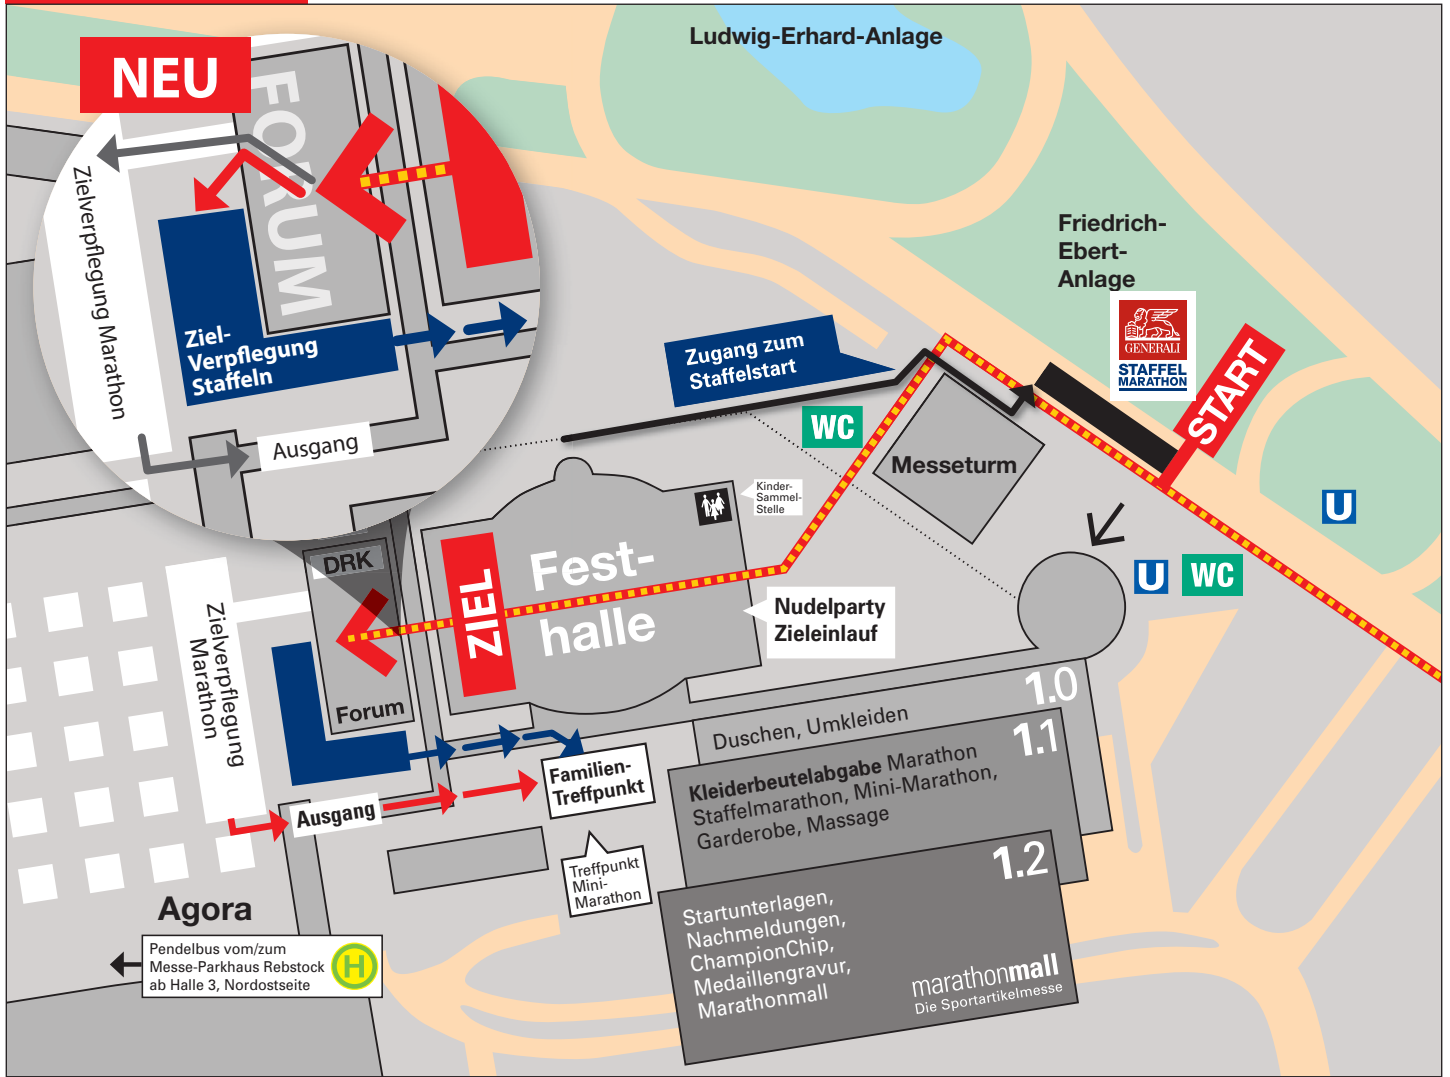 NEU
FORUM
Zielverpflegung Marathon
Ziel-
Verpflegung
Staffeln
Ausgang
Ludwig-Erhard-Anlage
Friedrich-
Ebert-
Anlage
GENERALI
STAFFEL
MARATHON
START
Zugang zum
Staffelstart
WC
Messeturm
U
U
WC
Kinder-
Sammel-
Stelle
DRK
Forum
ZIEL
Fest-
halle
Nudelparty
Zieleinlauf
Zielverpflegung
Marathon
Ausgang
Familien-
Treffpunkt
Treffpunkt
Mini-
Marathon
1.0
Duschen, Umkleiden
1.1
Kleiderbeutelabgabe Marathon
Staffelmarathon, Mini-Marathon,
Garderobe, Massage
1.2
Startunterlagen,
Nachmeldungen,
ChampionChip,
Medaillengravur,
Marathonmall
marathonmall
Die Sportartikelmesse
Agora
Pendelbus vom/zum
Messe-Parkhaus Rebstock
ab Halle 3, Nordostseite
H